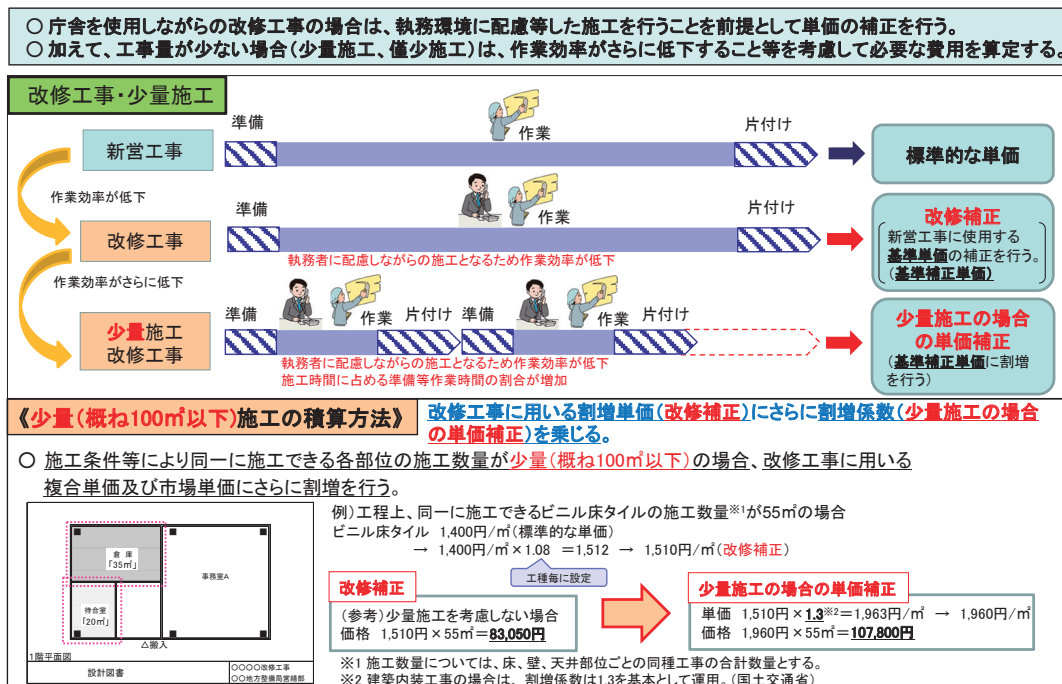 ○ 庁舎を使用しながらの改修工事の場合は、執務環境に配慮等した施工を行うことを前提として単価の補正を行う。
○ 加えて、工事量が少ない場合(少量施工、僅少施工)は、作業効率がさらに低下すること等を考慮して必要な費用を算定する。
改修工事・少量施工
新営工事
準備
作業
片付け
標準的な単価
作業効率が低下
改修工事
準備
作業
片付け
執務者に配慮しながらの施工となるため作業効率が低下
改修補正
新営工事に使用する
基準単価の補正を行う。
(基準補正単価)
作業効率がさらに低下
少量施工
改修工事
準備
作業
片付け
準備
作業
片付け
執務者に配慮しながらの施工となるため作業効率が低下
施工時間に占める準備等作業時間の割合が増加
少量施工の場合
の単価補正
(基準補正単価に割増
を行う)
《少量(概ね100㎡以下)施工の積算方法》
改修工事に用いる割増単価(改修補正)にさらに割増係数(少量施工の場合
の単価補正)を乗じる。
○ 施工条件等により同一に施工できる各部位の施工数量が少量(概ね100㎡以下)の場合、改修工事に用いる
複合単価及び市場単価にさらに割増を行う。
倉 庫
「35㎡」
事務室A
待合室
「20㎡」
△搬入
1階平面図
設計図書
○○○○改修工事
○○地方整備局営繕部
例)工程上、同一に施工できるビニル床タイルの施工数量※1が55㎡の場合
ビニル床タイル 1,400円/㎡(標準的な単価)
→ 1,400円/㎡×1.08 =1,512 → 1,510円/㎡(改修補正)
工種毎に設定
改修補正
(参考)少量施工を考慮しない場合
価格 1,510円×55㎡=83,050円
少量施工の場合の単価補正
単価 1,510円×1.3※2=1,963円/㎡ → 1,960円/㎡
価格 1,960円×55㎡=107,800円
※1 施工数量については、床、壁、天井部位ごとの同種工事の合計数量とする。
※2 建築内装工事の場合は、割増係数は1.3を基本として運用。(国土交通省)